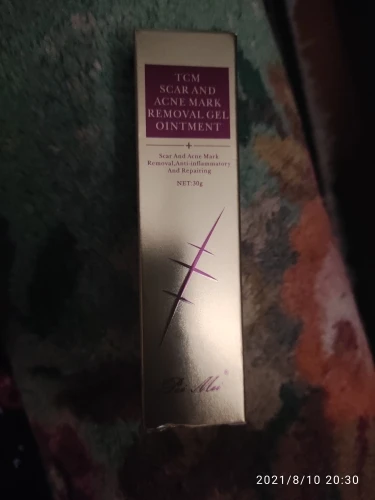 TCM
SCAR AND
ACNE MARK
REMOVAL GEL
OINTMENT
Scar And Acne Mark
Removal,Anti-inflammatory
And Repairing
NET:30g
2021/8/10 20:30